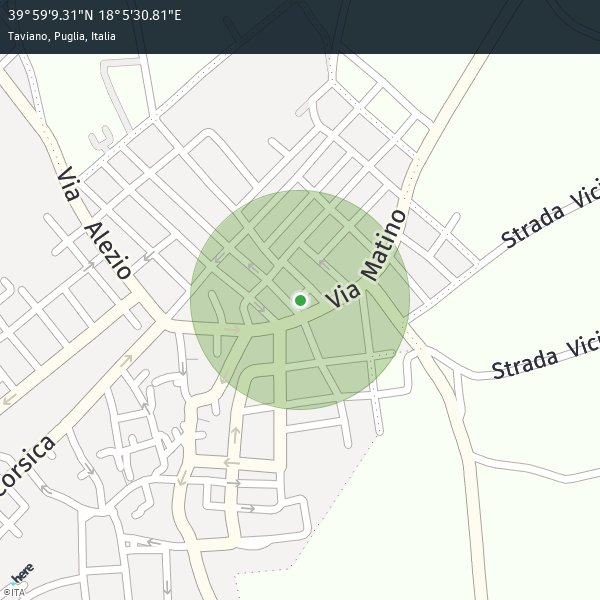 39°59'9.31"N 18°5'30.81"E
Taviano, Puglia, Italia
Via Alezio
Via Matino
Strada Vici
Strada Vici
Corsica
here
©ITA